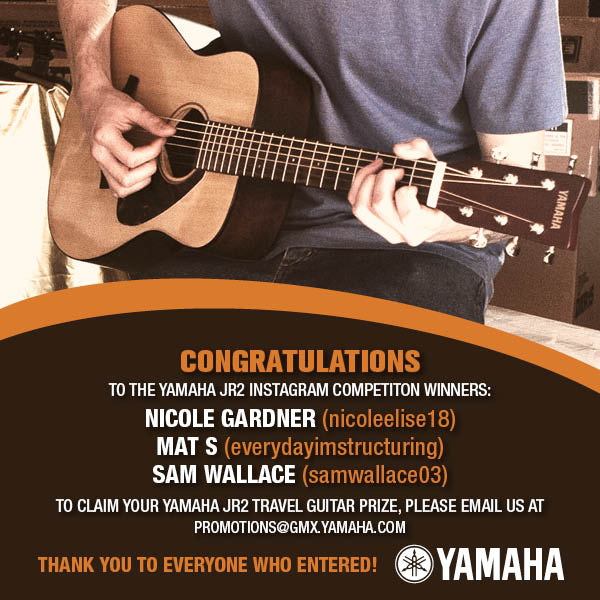 YAMAHA
CONGRATULATIONS
TO THE YAMAHA JR2 INSTAGRAM COMPETITON WINNERS:
NICOLE GARDNER (nicoleelise18)
MAT S (everydayimstructuring)
SAM WALLACE (samwallace03)
TO CLAIM YOUR YAMAHA JR2 TRAVEL GUITAR PRIZE, PLEASE EMAIL US AT
PROMOTIONS@GMX.YAMAHA.COM
THANK YOU TO EVERYONE WHO ENTERED! YAMAHA